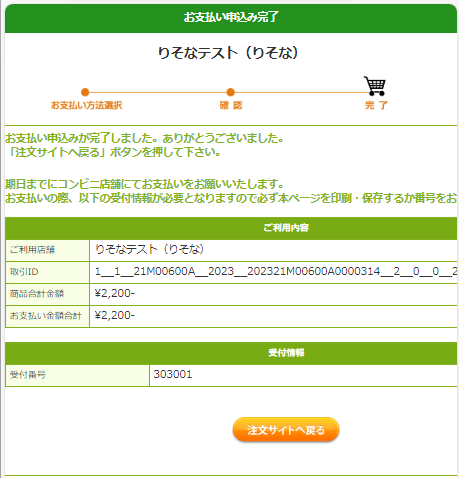 お支払い申込み完了
りそなテスト（りそな）
お支払い方法選択
確 認
完 了
お支払い申込みが完了しました。ありがとうございました。
「注文サイトへ戻る」ボタンを押して下さい。
期日までにコンビニ店舗にてお支払いをお願いいたします。
お支払いの際、以下の受付情報が必要となりますので必ず本ページを印刷・保存するか番号をお
ご利用内容
ご利用店舗 りそなテスト（りそな）
取引ID 1__1__21M00600A__2023__202321M00600A0000314__2__0__0__2
商品合計金額 ¥2,200-
お支払い金額合計 ¥2,200-
受付情報
受付番号 303001
注文サイトへ戻る